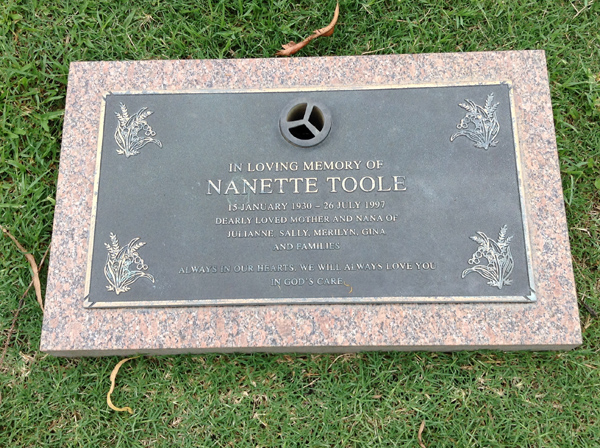 IN LOVING MEMORY OF
NANETTE TOOLE
15 JANUARY 1930 - 26 JULY 1997
DEARLY LOVED MOTHER AND NANA OF
JULIANNE, SALLY, MERILYN, GINA
AND FAMILIES
ALWAYS IN OUR HEARTS, WE WILL ALWAYS LOVE YOU
IN GOD'S CARE